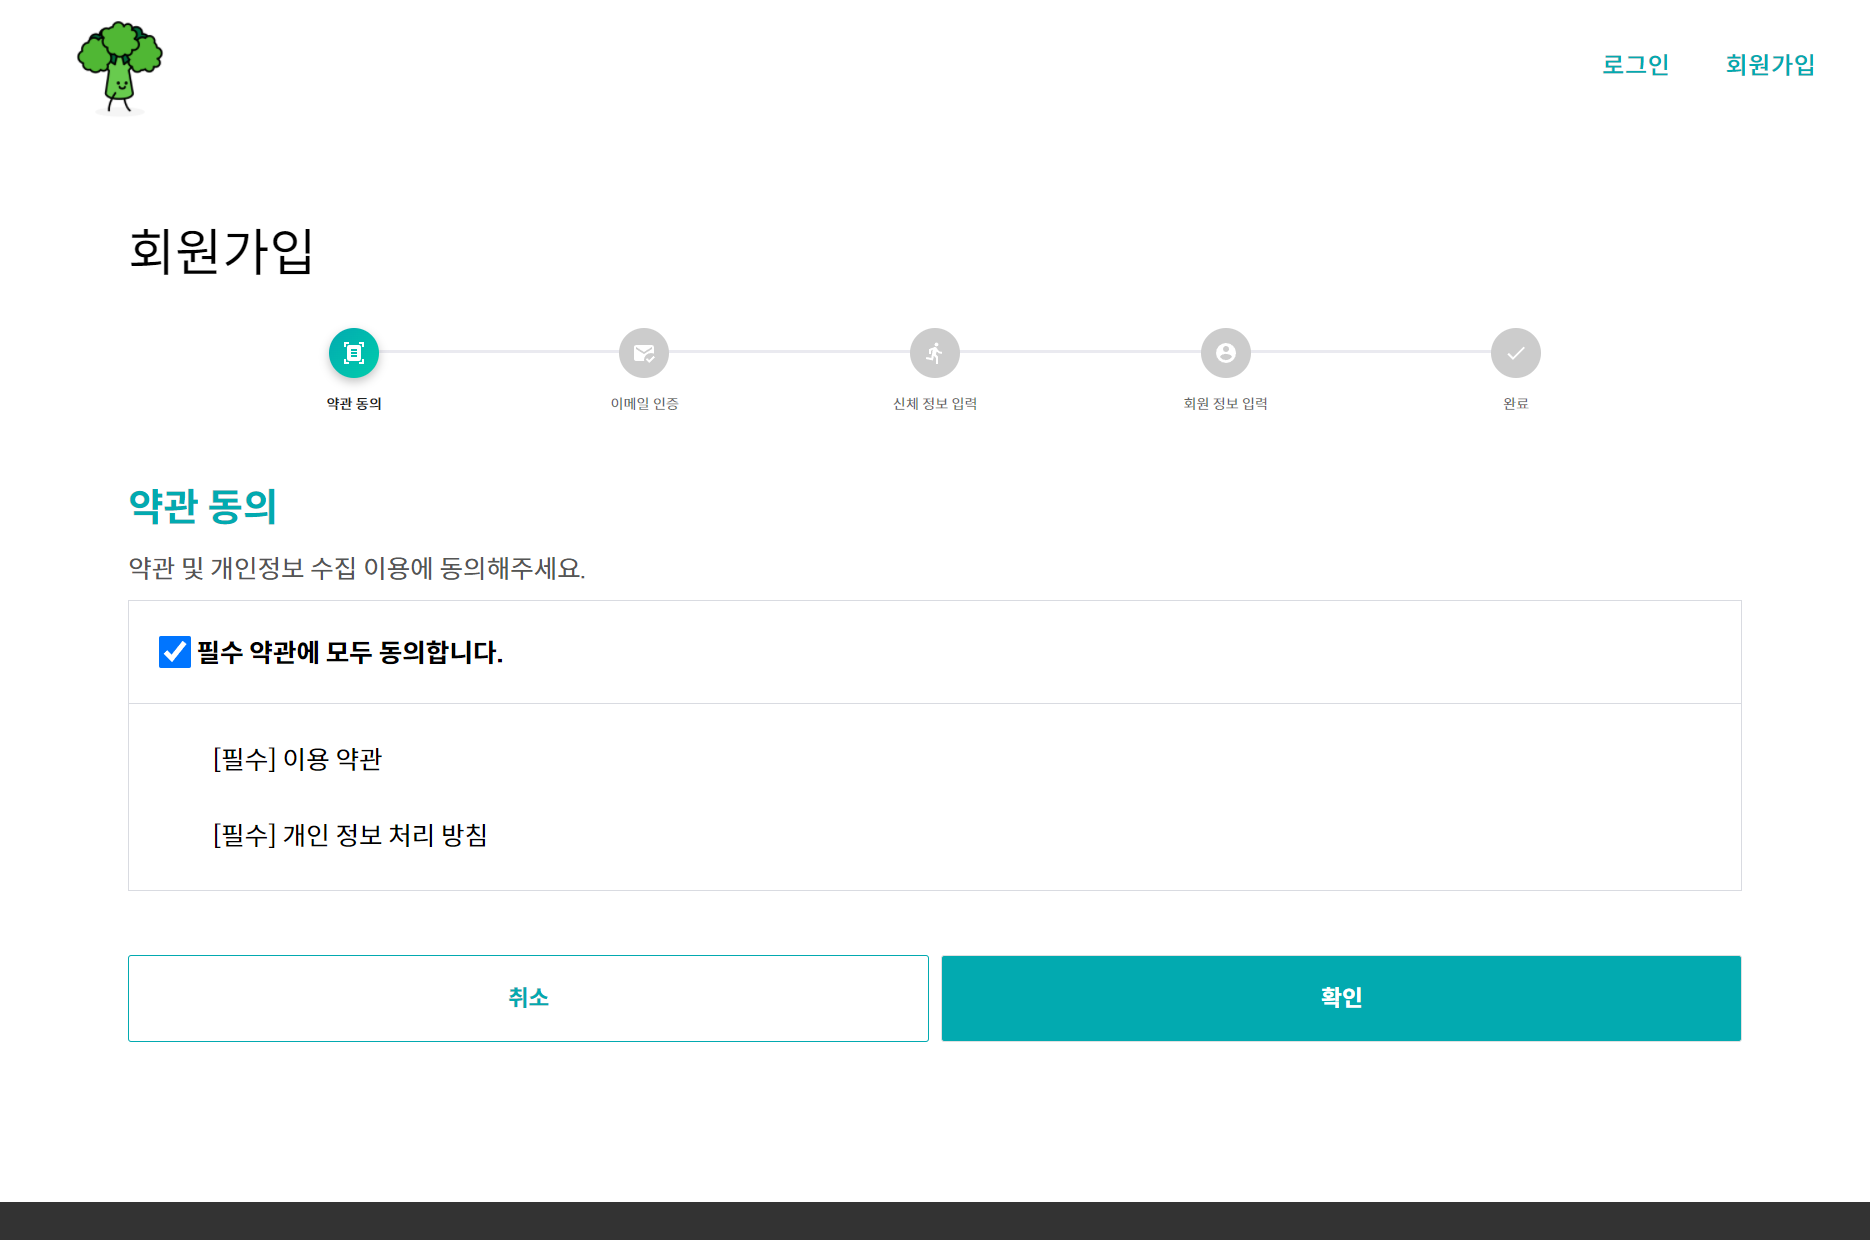 로그인 회원가입
회원가입
약관 동의 이메일 인증 신체 정보 입력 회원 정보 입력 완료
약관 동의
약관 및 개인정보 수집 이용에 동의해주세요.
필수 약관에 모두 동의합니다.
[필수] 이용 약관
[필수] 개인 정보 처리 방침
취소 확인